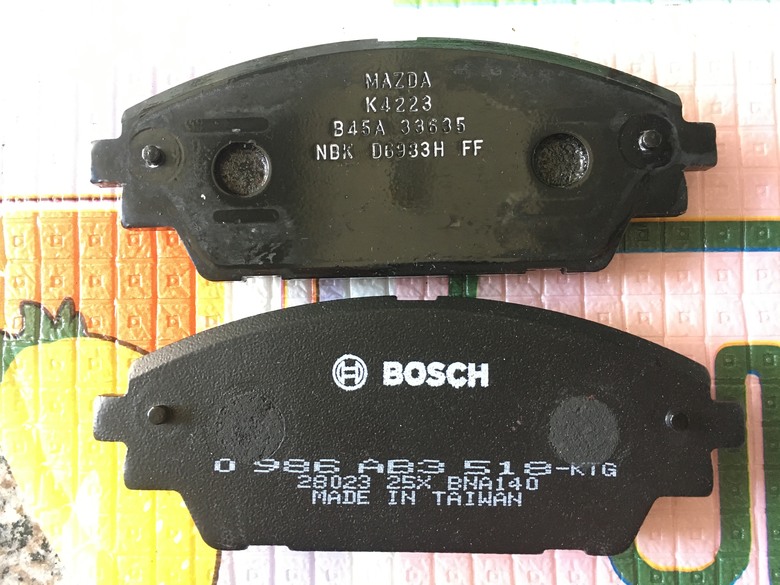 MAZDA
K4223
B45A 33635
NBK D6983H FF
BOSCH
0 986 AB3 518-KTG
28023 25X BNA140
MADE IN TAIWAN